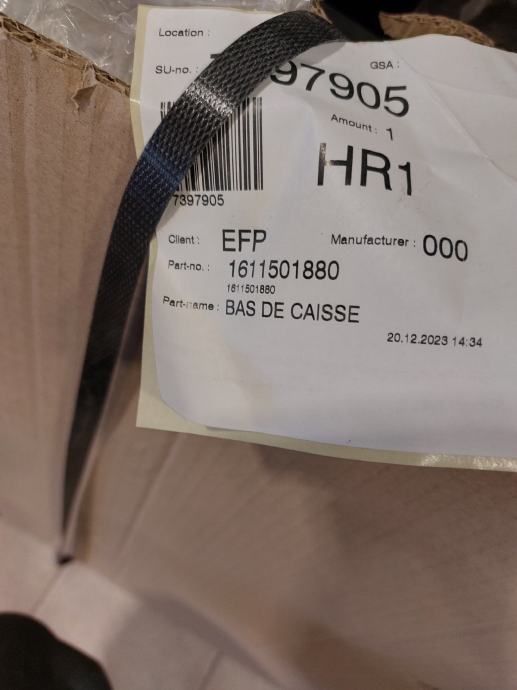 Location :
GSA :
SU-no. : 7397905
Amount : 1
HR1
7397905
Client : EFP Manufacturer : 000
Part-no. : 1611501880
1611501880
Part-name : BAS DE CAISSE
20.12.2023 14:34